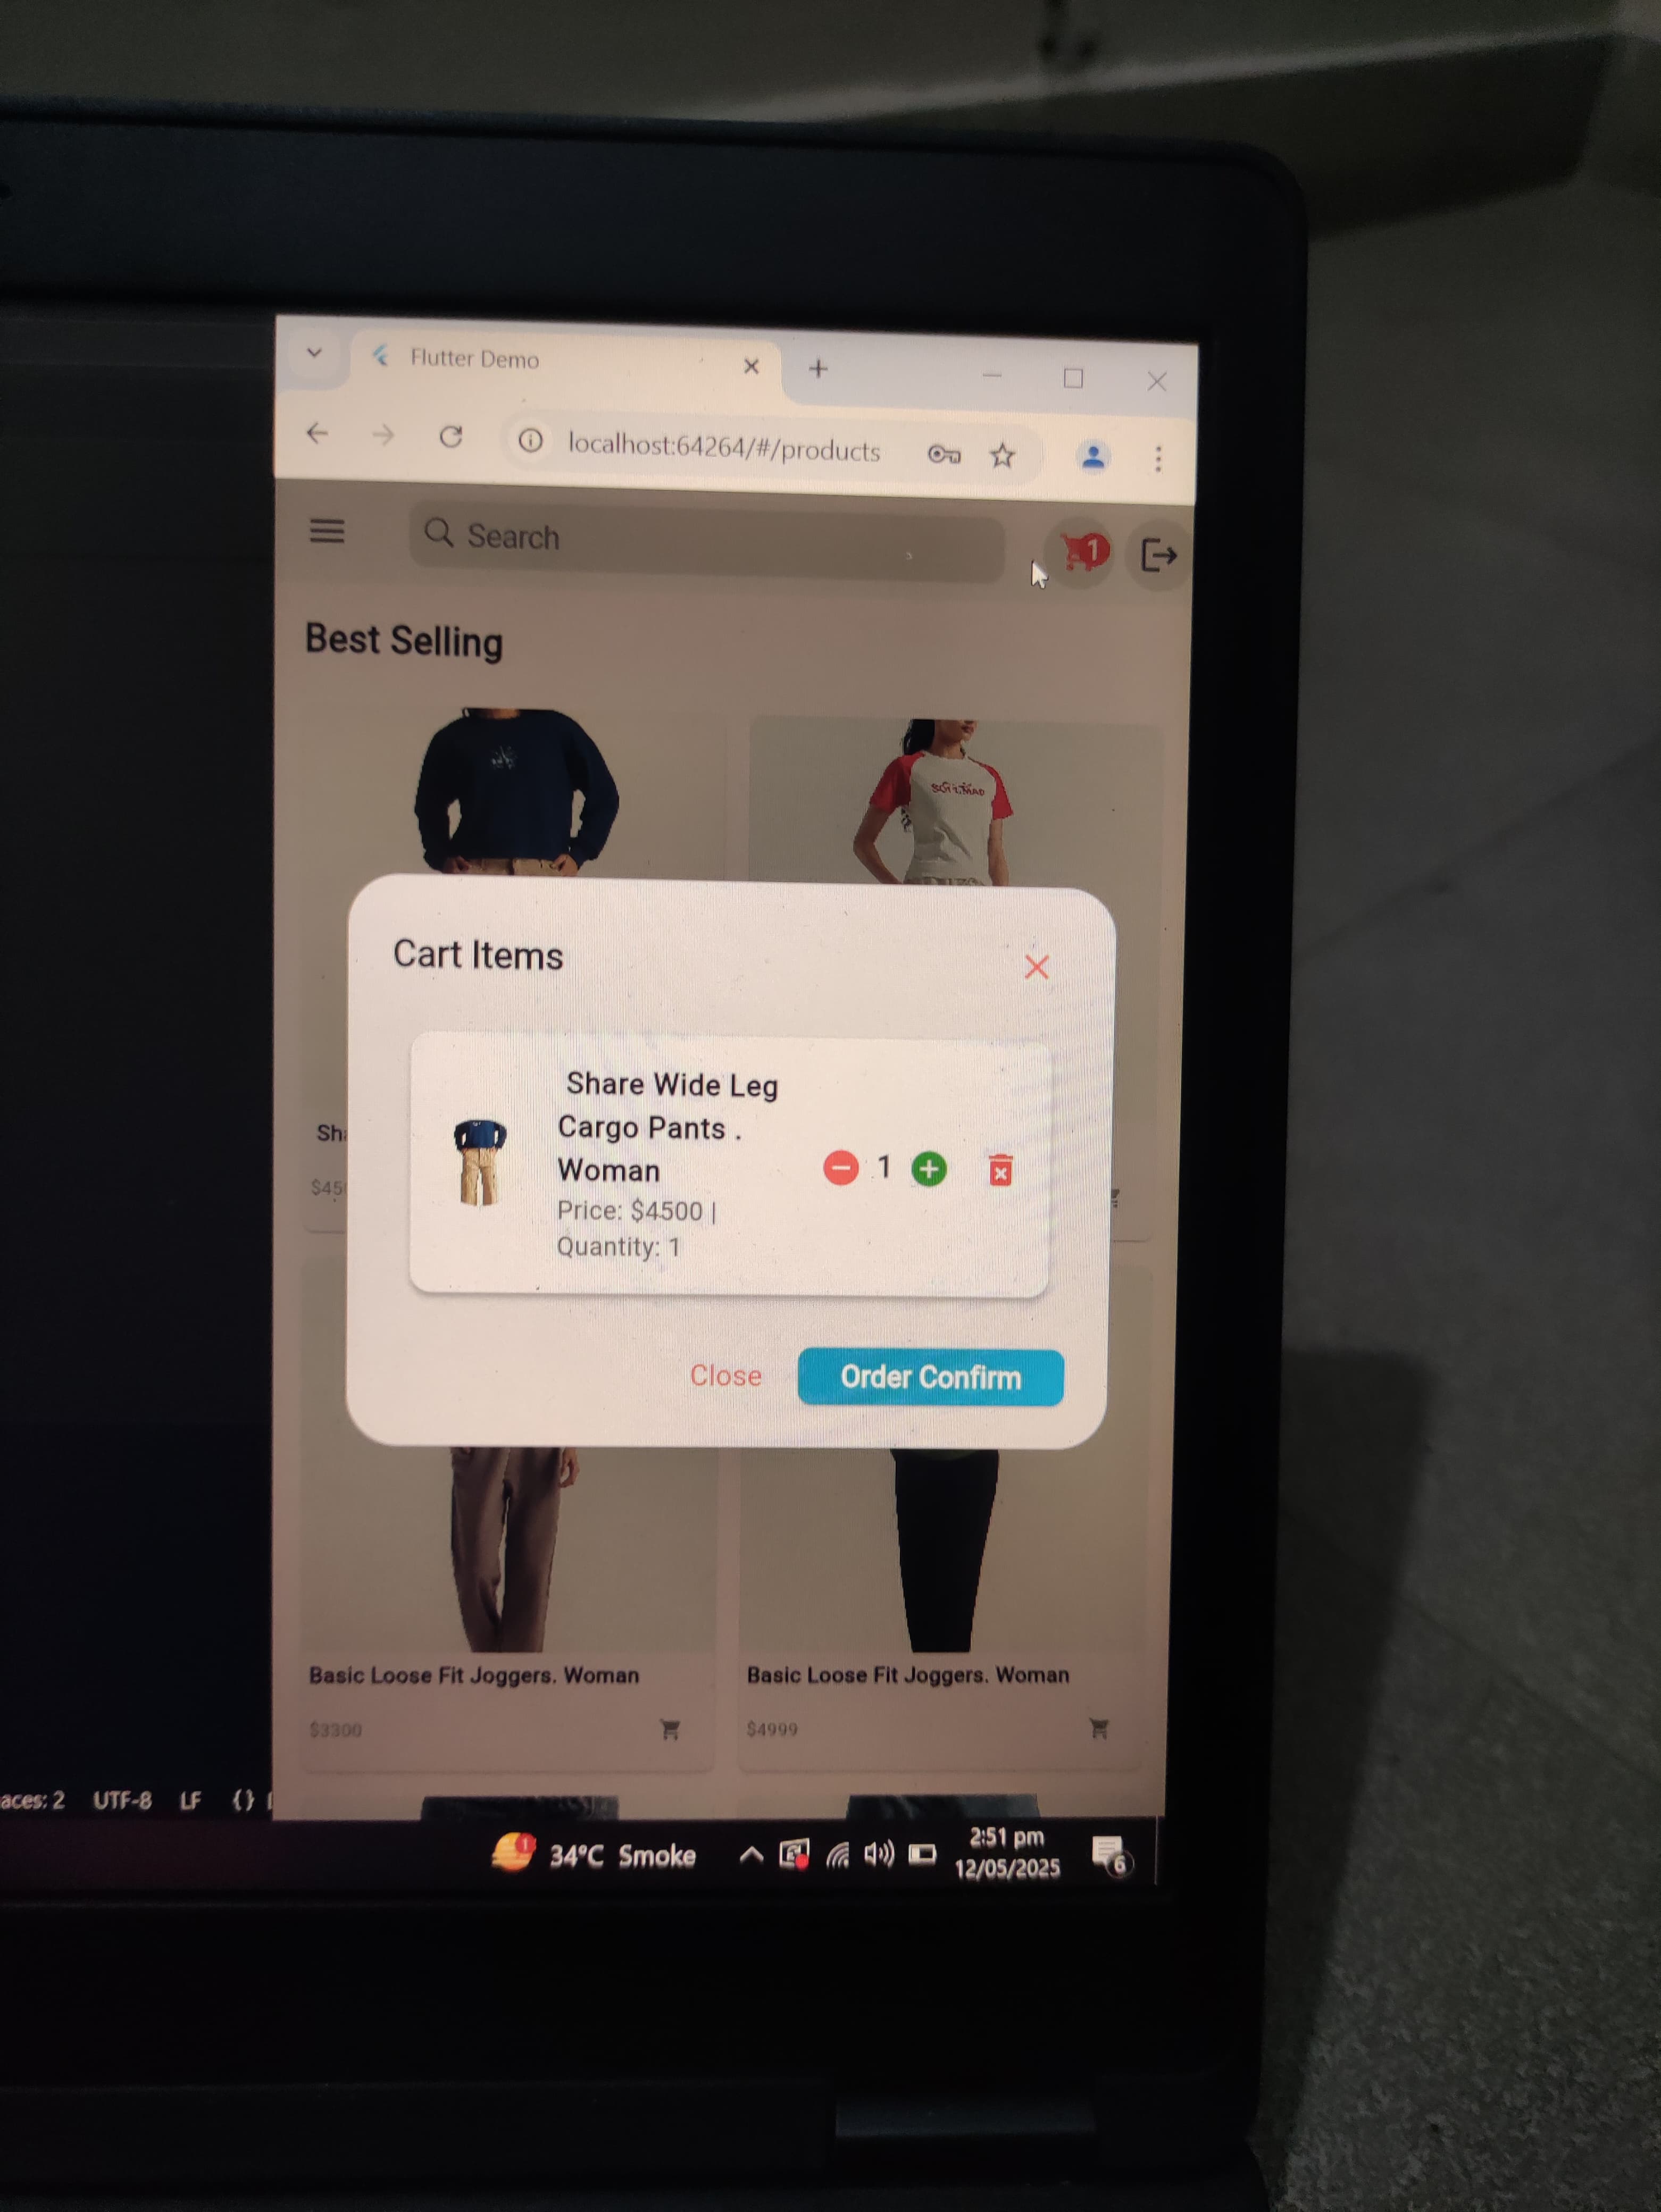 Flutter Demo
localhost:64264/#/products
Search
1
Best Selling
Cart Items
Share Wide Leg
Cargo Pants .
Woman
1
Price: $4500 |
Quantity: 1
Close
Order Confirm
Basic Loose Fit Joggers. Woman
Basic Loose Fit Joggers. Woman
$3300
$4999
aces: 2 UTF-8 LF {}
1
34°C Smoke
2:51 pm
12/05/2025
6